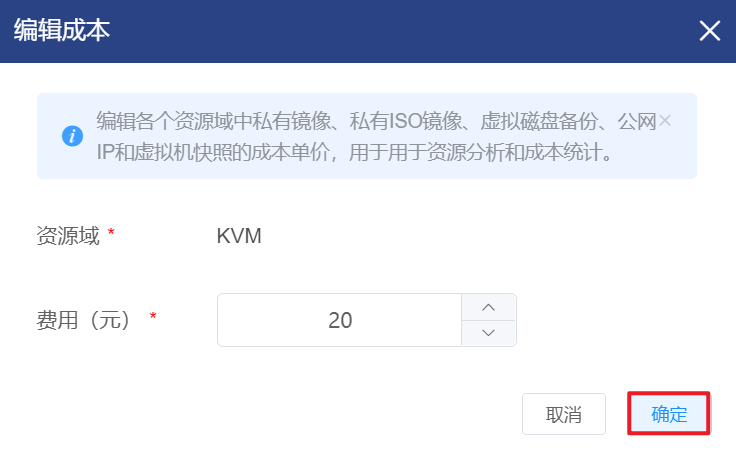 编辑成本
编辑各个资源域中私有镜像、私有ISO镜像、虚拟磁盘备份、公网
IP和虚拟机快照的成本单价，用于用于资源分析和成本统计。
资源域 * KVM
费用（元） * 20
取消 确定